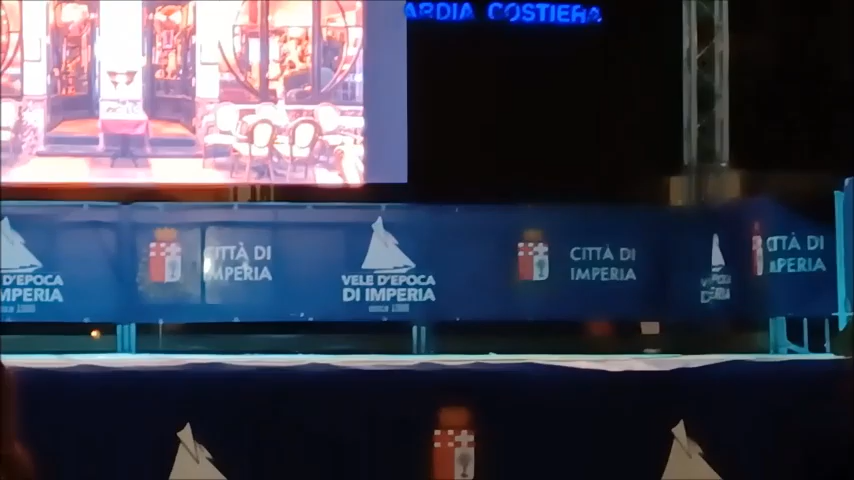 ARDIA COSTIERA
VELE D'EPOCA
DI IMPERIA
CITTÀ DI
IMPERIA
VELE D'EPOCA
DI IMPERIA
CITTÀ DI
IMPERIA
CITTÀ DI
IMPERIA